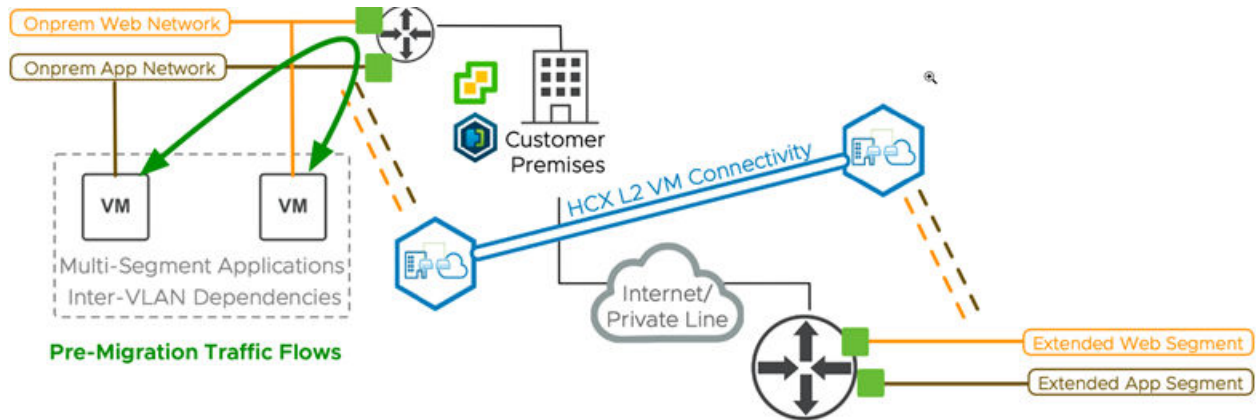 Onprem Web Network
Onprem App Network
Customer
Premises
HCX L2 VM Connectivity
VM
VM
Multi-Segment Applications
Inter-VLAN Dependencies
Internet/
Private Line
Pre-Migration Traffic Flows
Extended Web Segment
Extended App Segment